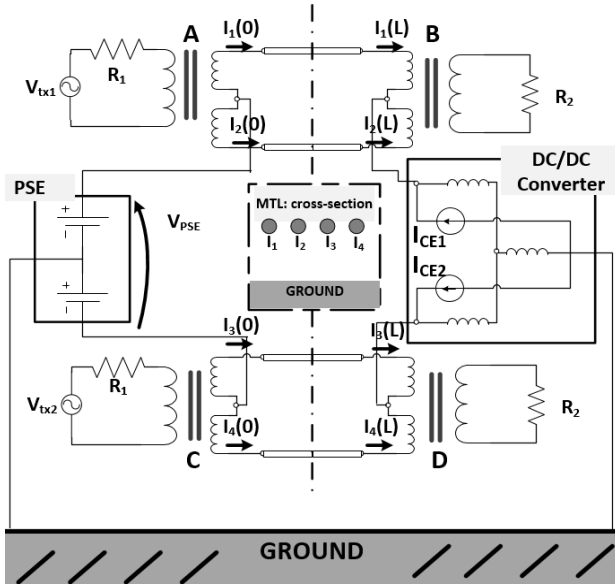 I1(0)
I1(L)
A
B
R1
Vtx1
R2
I2(0)
I2(L)
PSE
DC/DC
Converter
+
-
VPSE
MTL: cross-section
I1 I2 I3 I4
ICE1
ICE2
+
-
GROUND
I3(0)
I3(L)
R1
Vtx2
R2
I4(0)
I4(L)
C
D
GROUND